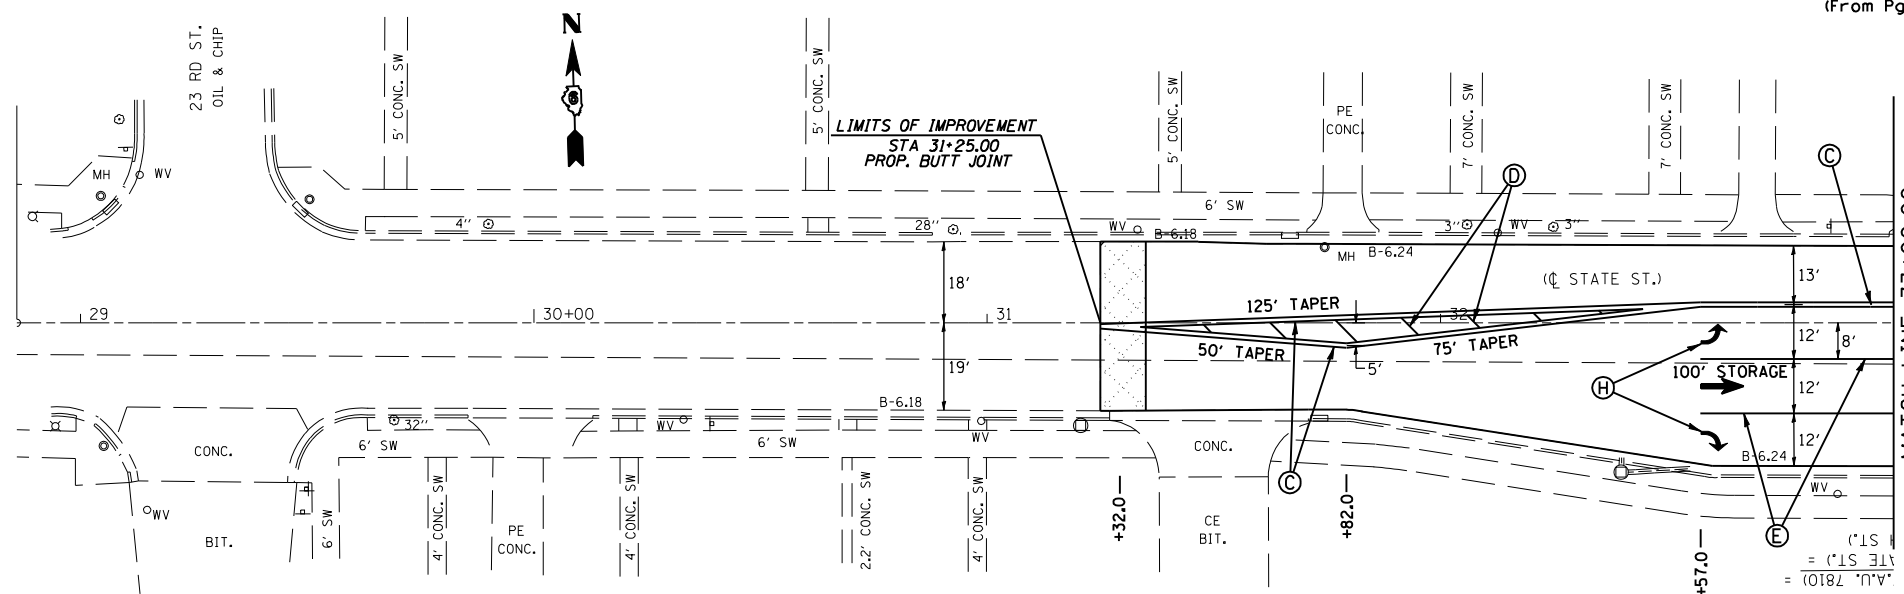 (From Pg
23 RD ST.
OIL & CHIP
N
6
5' CONC. SW
5' CONC. SW
5' CONC. SW
PE
CONC.
7' CONC. SW
7' CONC. SW
LIMITS OF IMPROVEMENT
STA 31+25.00
PROP. BUTT JOINT
D
C
MH
WV
6' SW
4"
28"
WV
B-6.18
3"
WV
3"
MH
B-6.24
(℄ STATE ST.)
18'
13'
125' TAPER
29
30+00
31
32
12'
8'
50' TAPER
75' TAPER
5'
19'
100' STORAGE
12'
H
B-6.18
32"
WV
WV
6' SW
6' SW
12'
B-6.24
CONC.
CONC.
C
WV
WV
BIT.
6' SW
4' CONC. SW
PE
CONC.
4' CONC. SW
2.2' CONC. SW
4' CONC. SW
+32.0
CE
BIT.
+82.0
+57.0
E
H ST.)
ATE ST.) =
.A.U. 7810) =